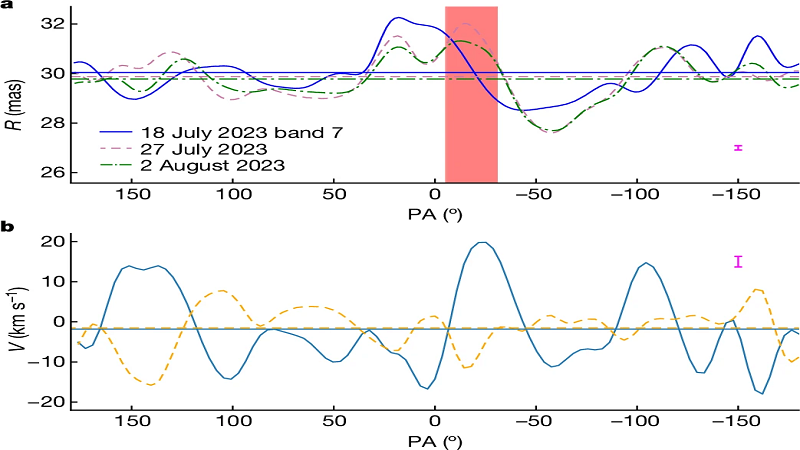 a
32
30
28
26
R (mas)
18 July 2023 band 7
27 July 2023
2 August 2023
150
100
50
0
−50
−100
−150
PA (º)
b
20
10
0
−10
−20
V (km s⁻¹)
150
100
50
0
−50
−100
−150
PA (º)